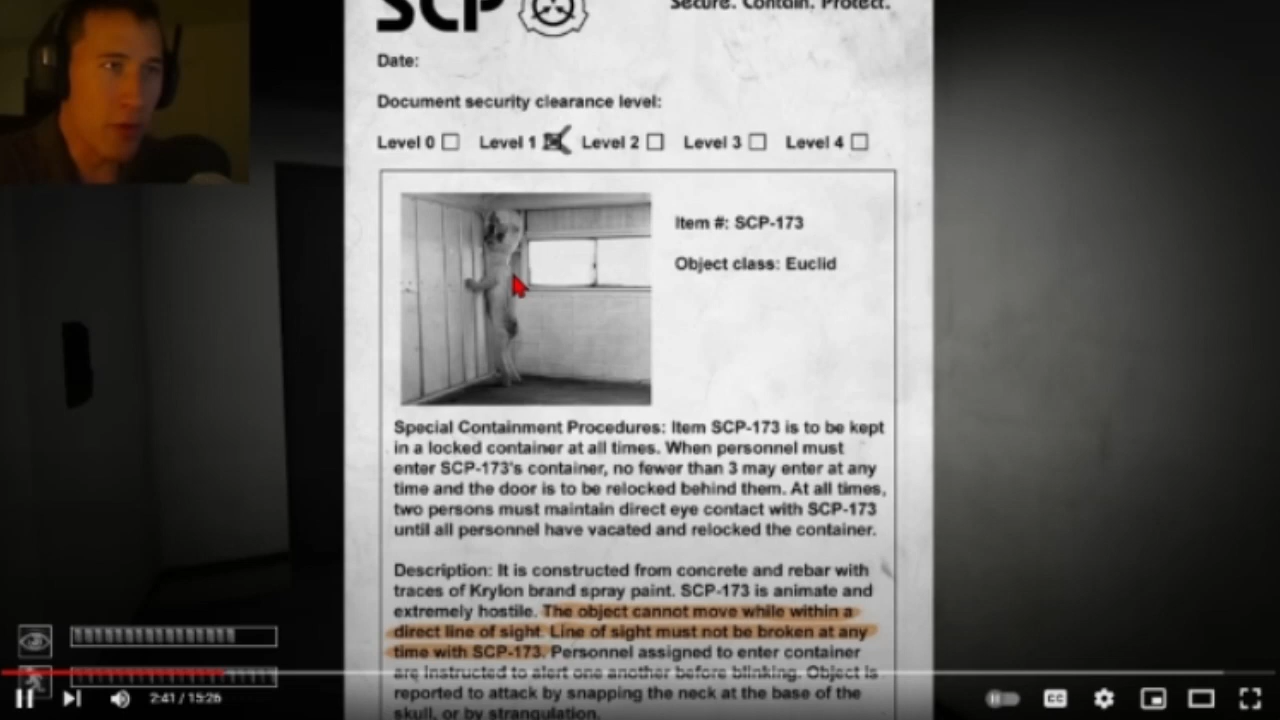 SCP
Secure. Contain. Protect.
Date:
Document security clearance level:
Level 0 Level 1 Level 2 Level 3 Level 4
Item #: SCP-173
Object class: Euclid
Special Containment Procedures: Item SCP-173 is to be kept
in a locked container at all times. When personnel must
enter SCP-173's container, no fewer than 3 may enter at any
time and the door is to be relocked behind them. At all times,
two persons must maintain direct eye contact with SCP-173
until all personnel have vacated and relocked the container.
Description: It is constructed from concrete and rebar with
traces of Krylon brand spray paint. SCP-173 is animate and
extremely hostile. The object cannot move while within a
direct line of sight. Line of sight must not be broken at any
time with SCP-173. Personnel assigned to enter container
are instructed to alert one another before blinking. Object is
reported to attack by snapping the neck at the base of the
skull, or by strangulation.
2:41 / 15:26
CC